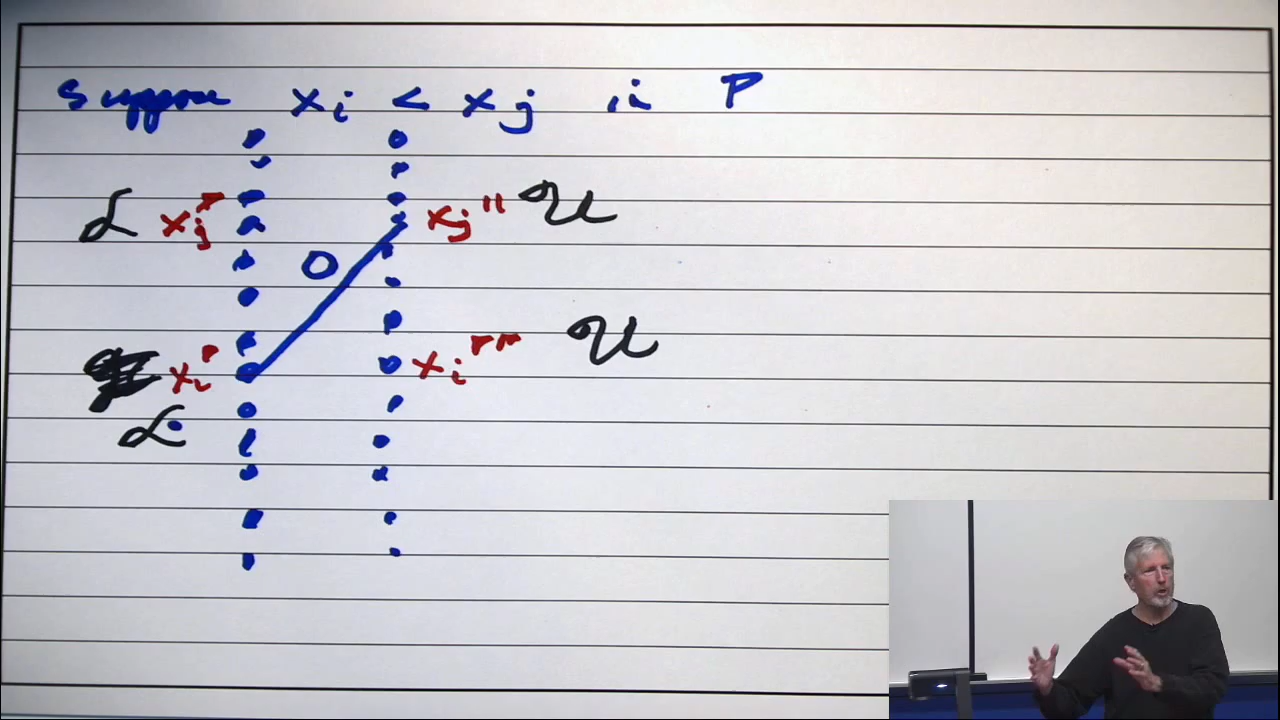 Suppose xi < xj in P
L xj' xj'' U
0
xi' xi'' U
L